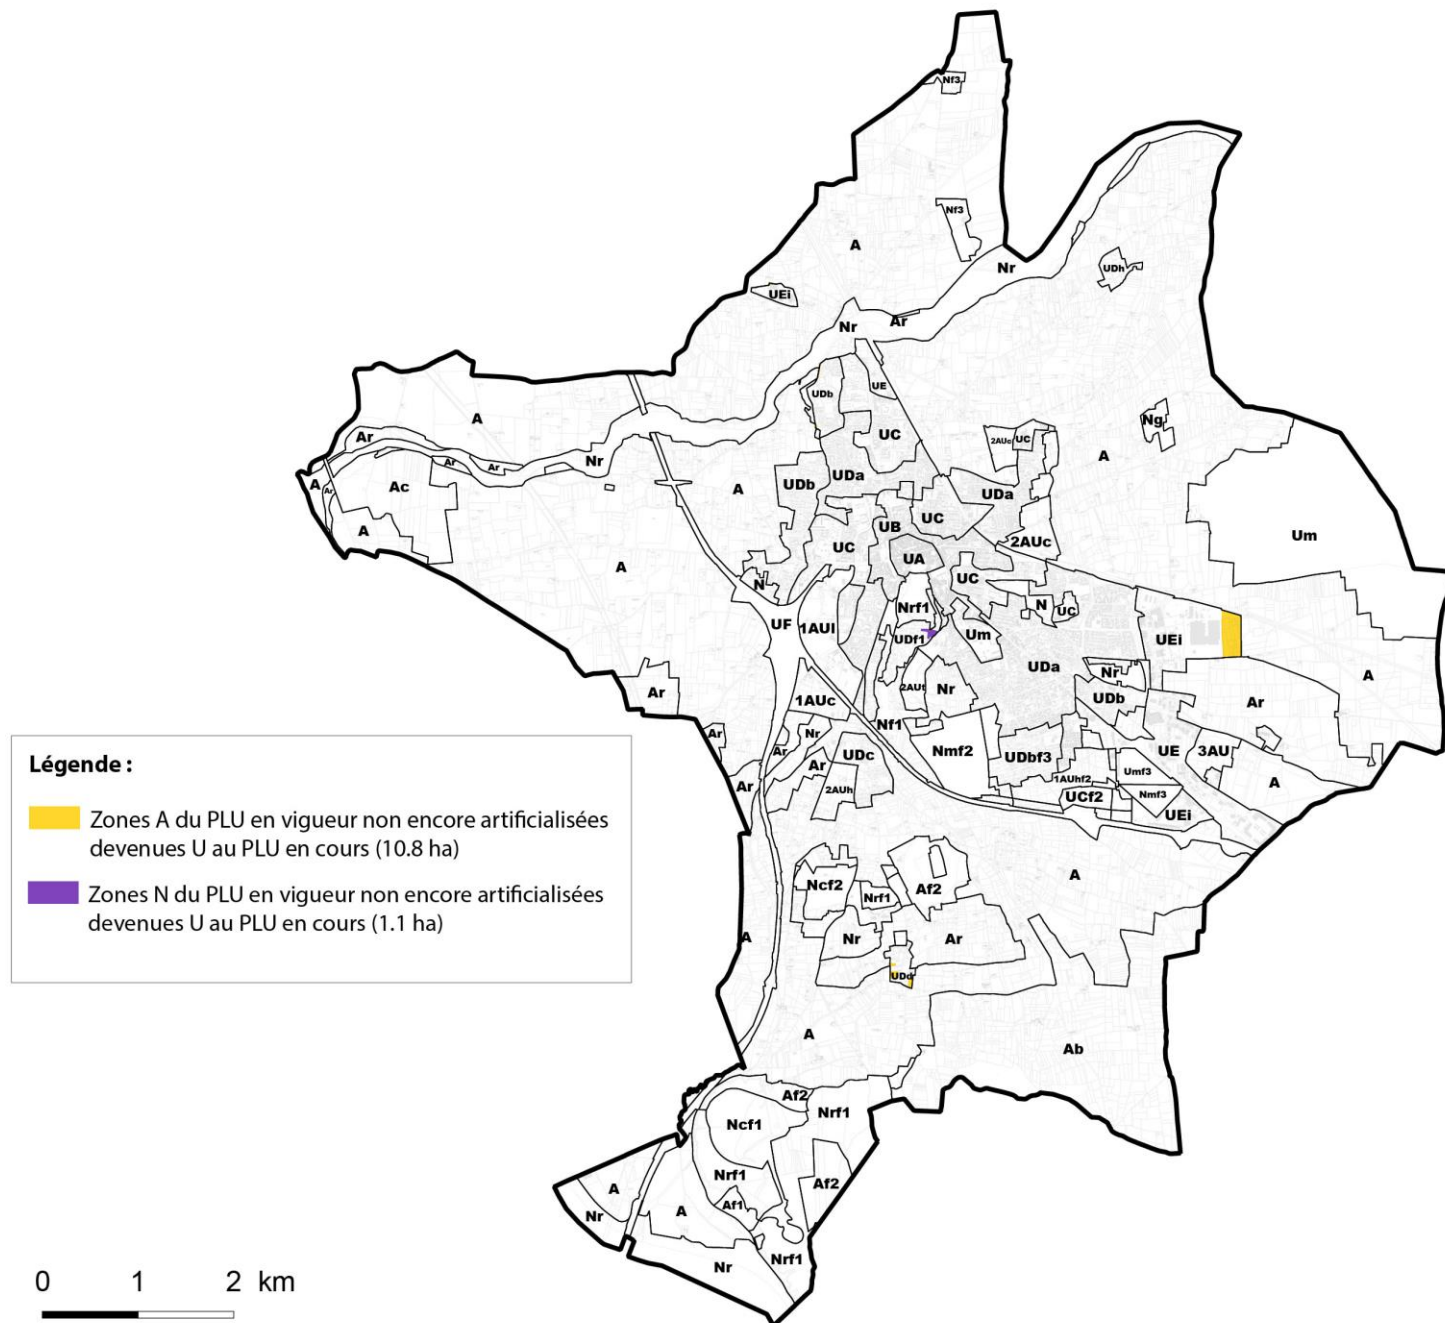 Nf3
Nf3
A
Nr
UDh
UEi
Nr
Ar
UDb
UE
A
UC
Ng
Ar
2AUc
UC
A
Ar
Ar
Nr
A
UDb
UDa
A
Ar
Ac
UDa
UC
UB
2AUc
Um
A
UC
UA
A
N
UC
Nrf1
N
UC
UF
1AUl
UDf1
Um
UEi
UDa
Nr
A
Ar
2AUf
Nr
UDb
Ar
1AUc
Nf1
Ar
Nr
Ar
UDc
Nmf2
UDbf3
UE
3AU
Ar
Umf3
1AUhf2
Ar
2AUh
UCf2
Nmf3
A
UEi
Légende :
Zones A du PLU en vigueur non encore artificialisées
devenues U au PLU en cours (10.8 ha)
Zones N du PLU en vigueur non encore artificialisées
devenues U au PLU en cours (1.1 ha)
Ncf2
Nrf1
Af2
A
A
Nr
Ar
UDd
A
Ab
Af2
Nrf1
Ncf1
Nrf1
Af2
A
Af1
Nr
A
Nr
Nrf1
0 1 2 km